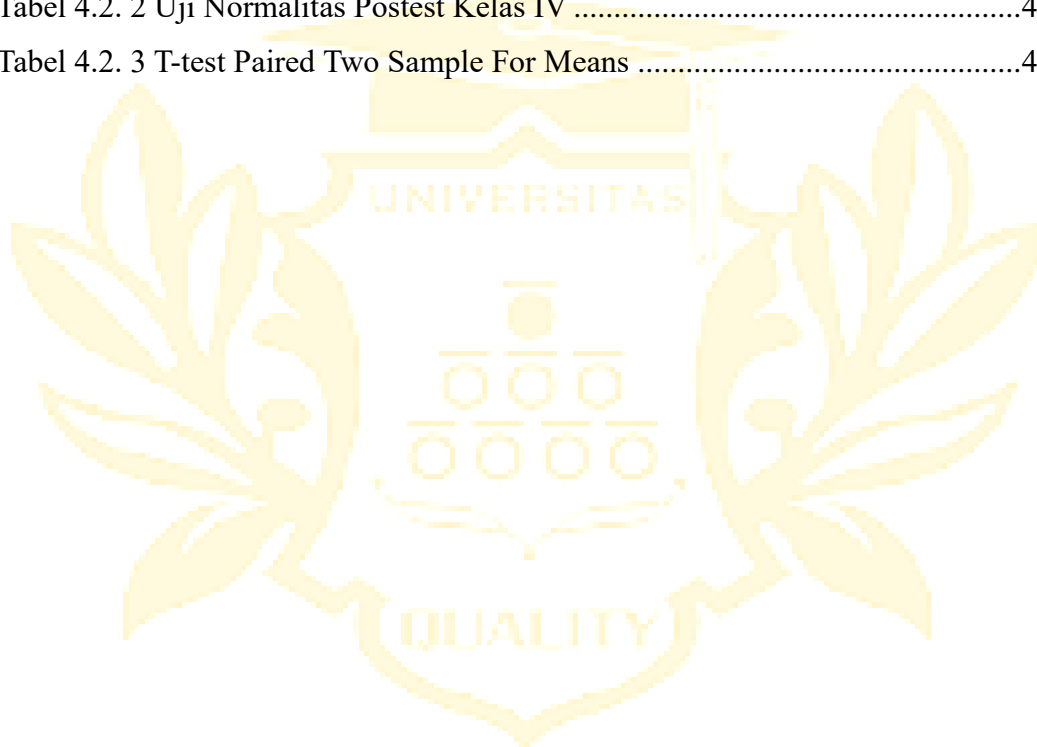 Tabel 4.2. 2 Uji Normalitas Postest Kelas IV ...........................................4
Tabel 4.2. 3 T-test Paired Two Sample For Means .....................................4
UNIVERSITAS
QUALITY